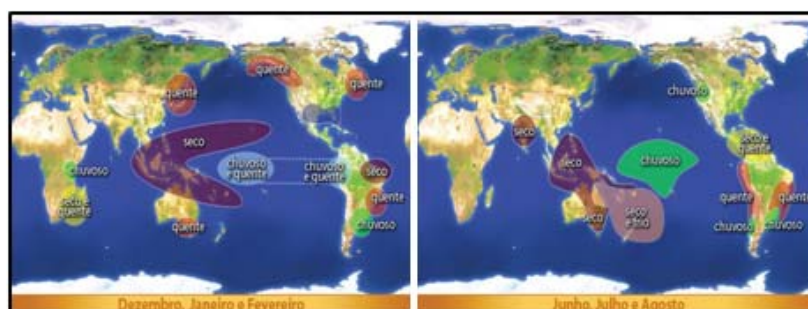 quente
quente
quente
seco
chuvoso
e quente
chuvoso
e quente
chuvoso
seco
seco e
quente
quente
chuvoso
quente
Dezembro, Janeiro e Fevereiro
chuvoso
seco
seco e
quente
seco
chuvoso
quente
quente
seco
seco
e frio
chuvoso
chuvoso
Junho, Julho e Agosto